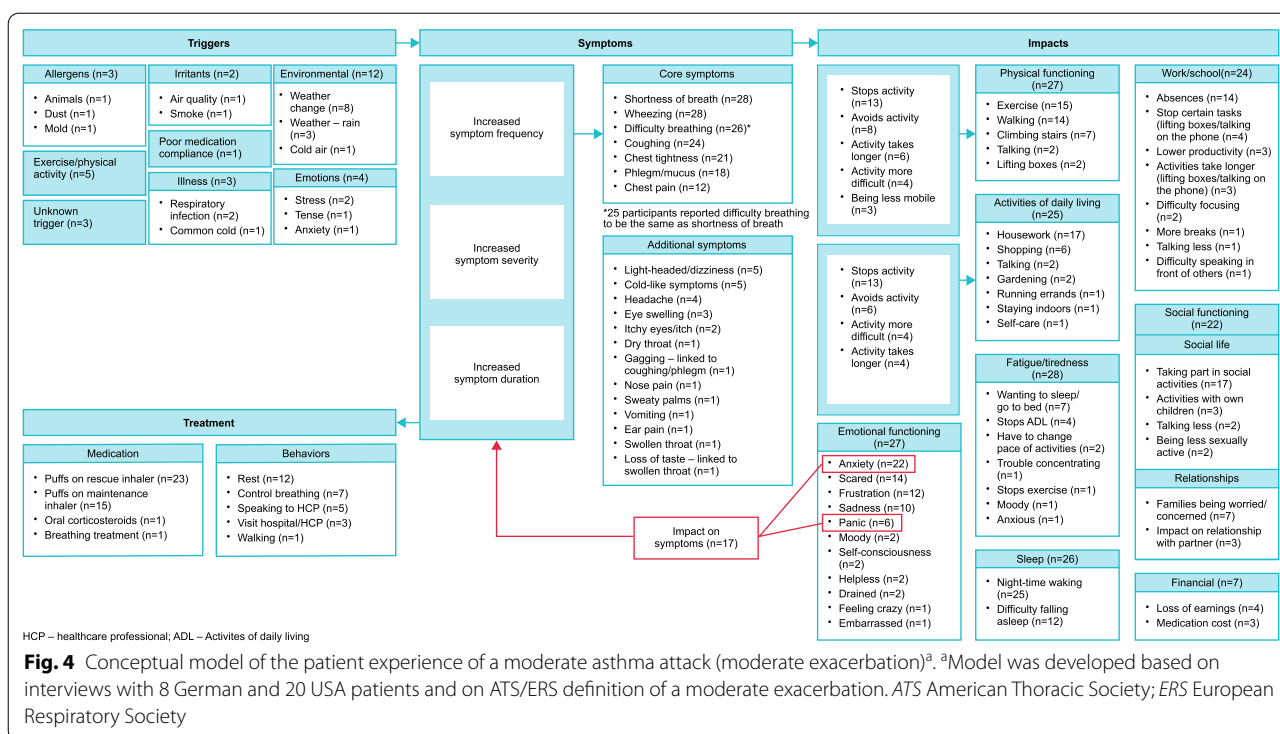 Triggers
Allergens (n=3)
• Animals (n=1)
• Dust (n=1)
• Mold (n=1)
Exercise/physical
activity (n=5)
Unknown
trigger (n=3)
Irritants (n=2)
• Air quality (n=1)
• Smoke (n=1)
Poor medication
compliance (n=1)
Illness (n=3)
• Respiratory
infection (n=2)
• Common cold (n=1)
Environmental (n=12)
• Weather
change (n=8)
• Weather – rain
(n=3)
• Cold air (n=1)
Emotions (n=4)
• Stress (n=2)
• Tense (n=1)
• Anxiety (n=1)
Treatment
Medication
• Puffs on rescue inhaler (n=23)
• Puffs on maintenance
inhaler (n=15)
• Oral corticosteroids (n=1)
• Breathing treatment (n=1)
Behaviors
• Rest (n=12)
• Control breathing (n=7)
• Speaking to HCP (n=5)
• Visit hospital/HCP (n=3)
• Walking (n=1)
Symptoms
Increased
symptom frequency
Increased
symptom severity
Increased
symptom duration
Core symptoms
• Shortness of breath (n=28)
• Wheezing (n=28)
• Difficulty breathing (n=26)*
• Coughing (n=24)
• Chest tightness (n=21)
• Phlegm/mucus (n=18)
• Chest pain (n=12)
*25 participants reported difficulty breathing
to be the same as shortness of breath
Additional symptoms
• Light-headed/dizziness (n=5)
• Cold-like symptoms (n=5)
• Headache (n=4)
• Eye swelling (n=3)
• Itchy eyes/itch (n=2)
• Dry throat (n=1)
• Gagging – linked to
coughing/phlegm (n=1)
• Nose pain (n=1)
• Sweaty palms (n=1)
• Vomiting (n=1)
• Ear pain (n=1)
• Swollen throat (n=1)
• Loss of taste – linked to
swollen throat (n=1)
Impact on
symptoms (n=17)
Impacts
• Stops activity
(n=13)
• Avoids activity
(n=8)
• Activity takes
longer (n=6)
• Activity more
difficult (n=4)
• Being less mobile
(n=3)
• Stops activity
(n=13)
• Avoids activity
(n=6)
• Activity more
difficult (n=4)
• Activity takes
longer (n=4)
Emotional functioning
(n=27)
• Anxiety (n=22)
• Scared (n=14)
• Frustration (n=12)
• Sadness (n=10)
• Panic (n=6)
• Moody (n=2)
• Self-consciousness
(n=2)
• Helpless (n=2)
• Drained (n=2)
• Feeling crazy (n=1)
• Embarrassed (n=1)
Physical functioning
(n=27)
• Exercise (n=15)
• Walking (n=14)
• Climbing stairs (n=7)
• Talking (n=2)
• Lifting boxes (n=2)
Activities of daily living
(n=25)
• Housework (n=17)
• Shopping (n=6)
• Talking (n=2)
• Gardening (n=2)
• Running errands (n=1)
• Staying indoors (n=1)
• Self-care (n=1)
Fatigue/tiredness
(n=28)
• Wanting to sleep/
go to bed (n=7)
• Stops ADL (n=4)
• Have to change
pace of activities (n=2)
• Trouble concentrating
(n=1)
• Stops exercise (n=1)
• Moody (n=1)
• Anxious (n=1)
Sleep (n=26)
• Night-time waking
(n=25)
• Difficulty falling
asleep (n=12)
Work/school(n=24)
• Absences (n=14)
• Stop certain tasks
(lifting boxes/talking
on the phone (n=4)
• Lower productivity (n=3)
• Activities take longer
(lifting boxes/talking on
the phone) (n=3)
• Difficulty focusing
(n=2)
• More breaks (n=1)
• Talking less (n=1)
• Difficulty speaking in
front of others (n=1)
Social functioning
(n=22)
Social life
• Taking part in social
activities (n=17)
• Activities with own
children (n=3)
• Talking less (n=2)
• Being less sexually
active (n=2)
Relationships
• Families being worried/
concerned (n=7)
• Impact on relationship
with partner (n=3)
Financial (n=7)
• Loss of earnings (n=4)
• Medication cost (n=3)
HCP – healthcare professional; ADL – Activites of daily living
Fig. 4 Conceptual model of the patient experience of a moderate asthma attack (moderate exacerbation)ᵃ. ᵃModel was developed based on
interviews with 8 German and 20 USA patients and on ATS/ERS definition of a moderate exacerbation. ATS American Thoracic Society; ERS European
Respiratory Society